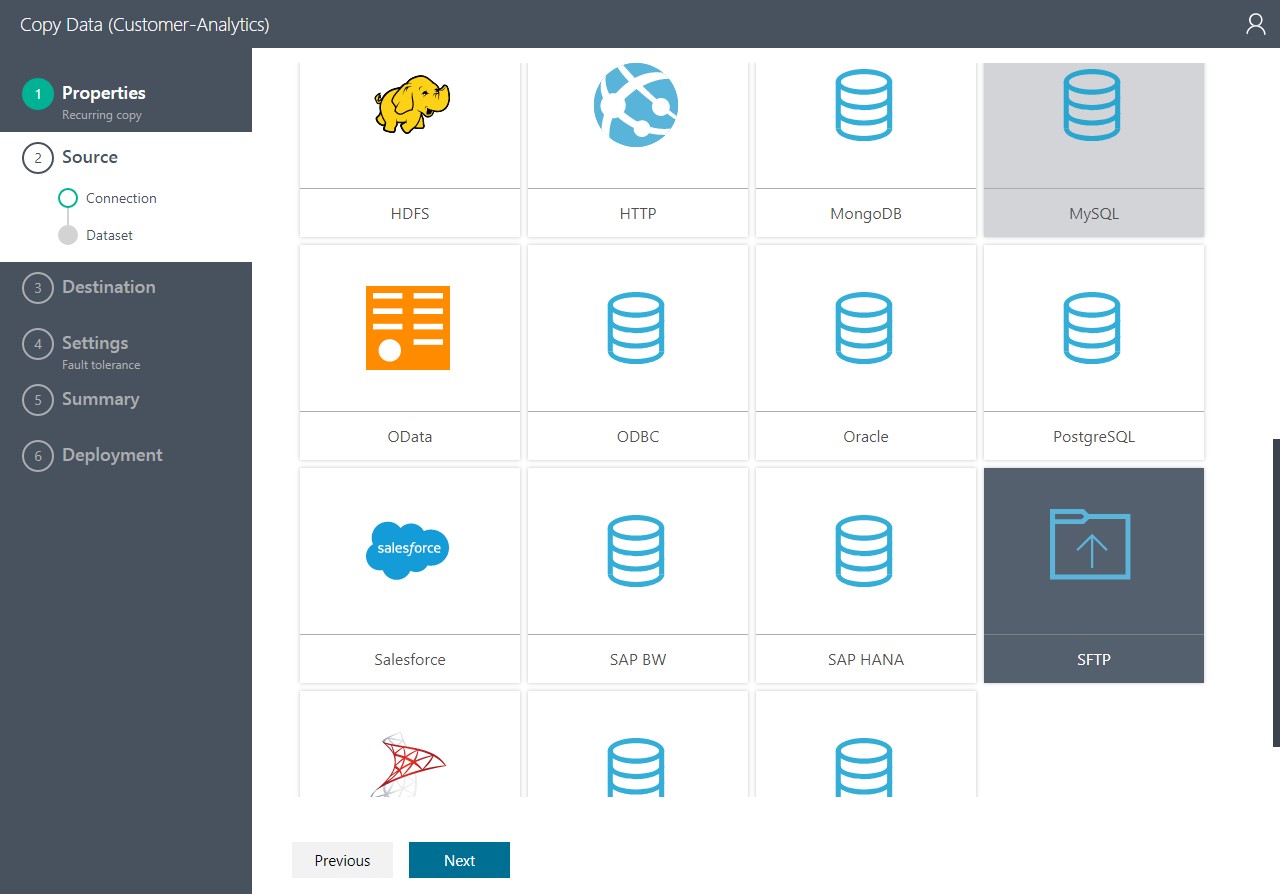 Copy Data (Customer-Analytics)
1 Properties
Recurring copy
2 Source
Connection
Dataset
3 Destination
4 Settings
Fault tolerance
5 Summary
6 Deployment
HDFS
HTTP
MongoDB
MySQL
OData
ODBC
Oracle
PostgreSQL
salesforce
Salesforce
SAP BW
SAP HANA
SFTP
Previous
Next